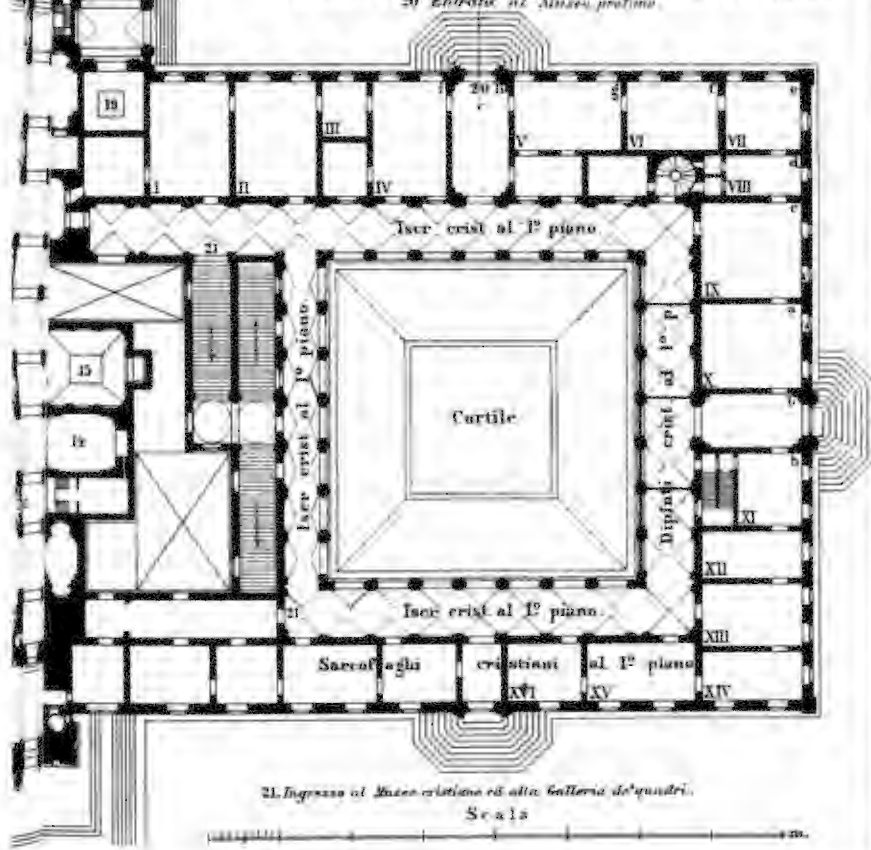 20 Entrata al Museo profano.
19
20
g
f
e
III
V
VI
VII
d
I
II
IV
VIII
c
Iscr crist al 1º piano
21
IX
Iscr crist al 1º piano.
al 1º p
a
15
X
Cortile
14
crist
b
Dipinti
XI
XII
21
Iscr crist al 1º piano.
XIII
Sarcofaghi cristiani al 1º piano
XVI
XV
XIV
21. Ingresso al Museo cristiano ed alla Galleria de' quadri.
Scala
m.